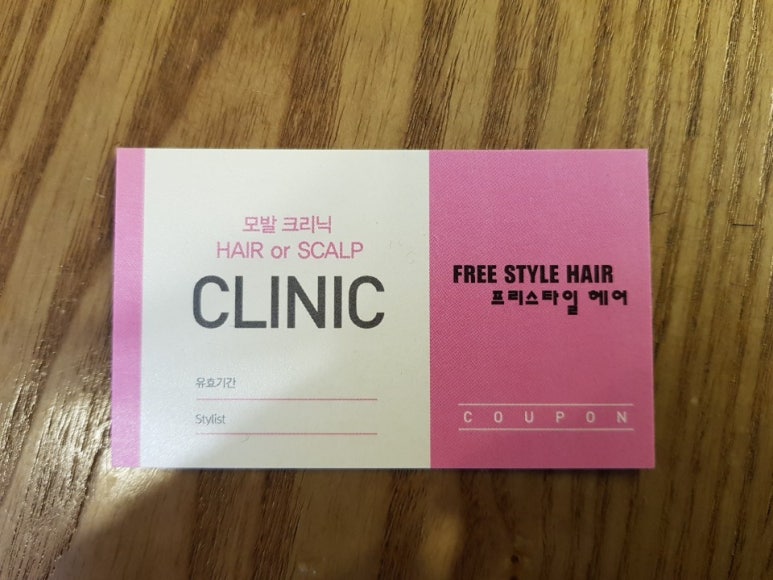 모발 크리닉
HAIR or SCALP
CLINIC
유효기간
Stylist
FREE STYLE HAIR
프리스타일 헤어
COUPON